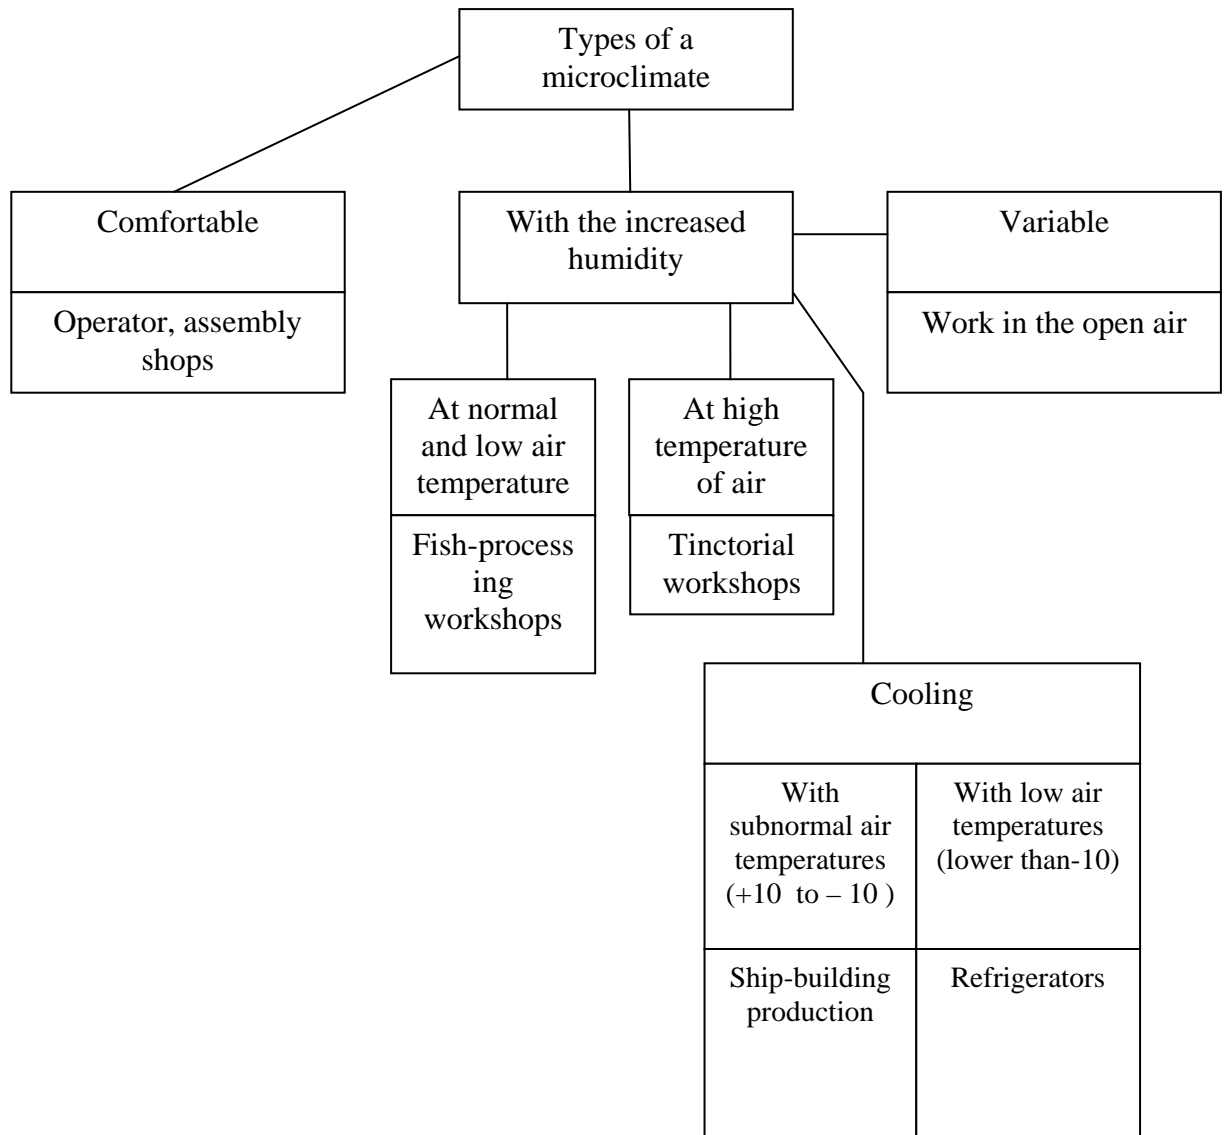 Types of a
microclimate
Comfortable
Operator, assembly
shops
With the increased
humidity
Variable
Work in the open air
At normal
and low air
temperature
Fish-process
ing
workshops
At high
temperature
of air
Tinctorial
workshops
Cooling
With
subnormal air
temperatures
(+10 to – 10 )
With low air
temperatures
(lower than-10)
Ship-building
production
Refrigerators